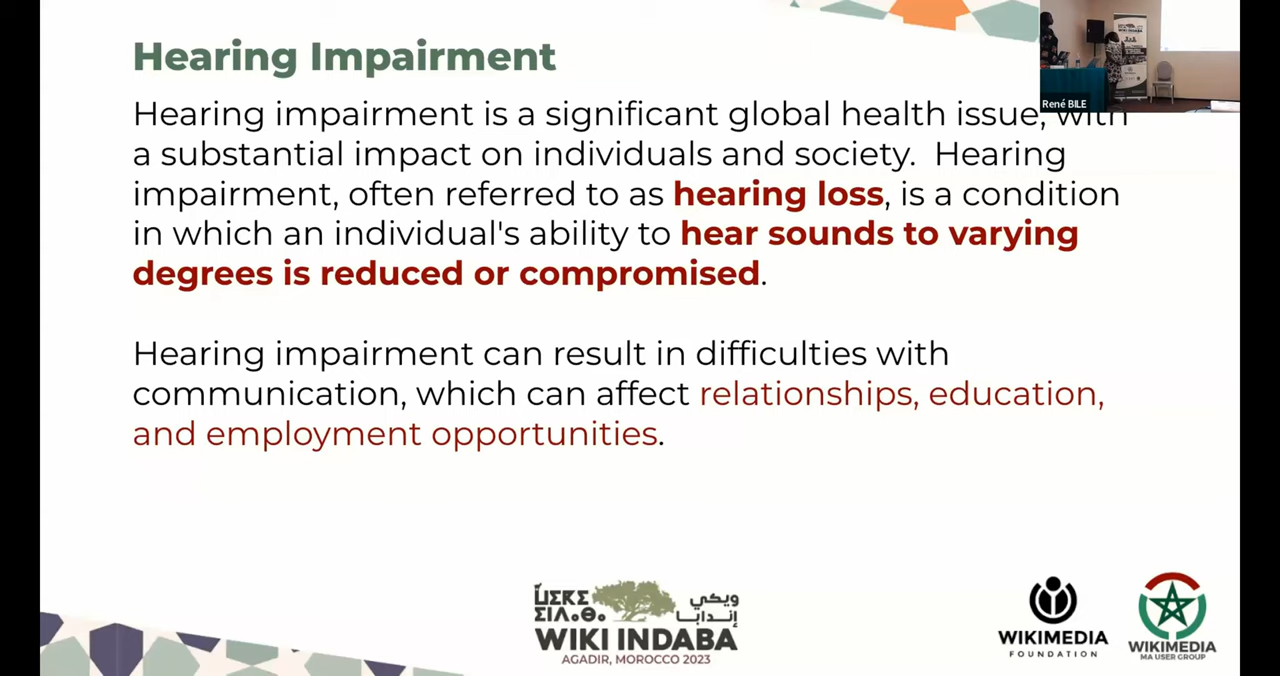 Hearing Impairment
Hearing impairment is a significant global health issue, with
a substantial impact on individuals and society.  Hearing
impairment, often referred to as hearing loss, is a condition
in which an individual's ability to hear sounds to varying
degrees is reduced or compromised.
Hearing impairment can result in difficulties with
communication, which can affect relationships, education,
and employment opportunities.
René BILE
WIKI INDABA
ⵡⵉⴽⵉ
ⵉⵏⴷⴰⴱⴰ
ويكي
إندابا
WIKI INDABA
AGADIR, MOROCCO 2023
WIKIMEDIA
FOUNDATION
WIKIMEDIA
MA USER GROUP